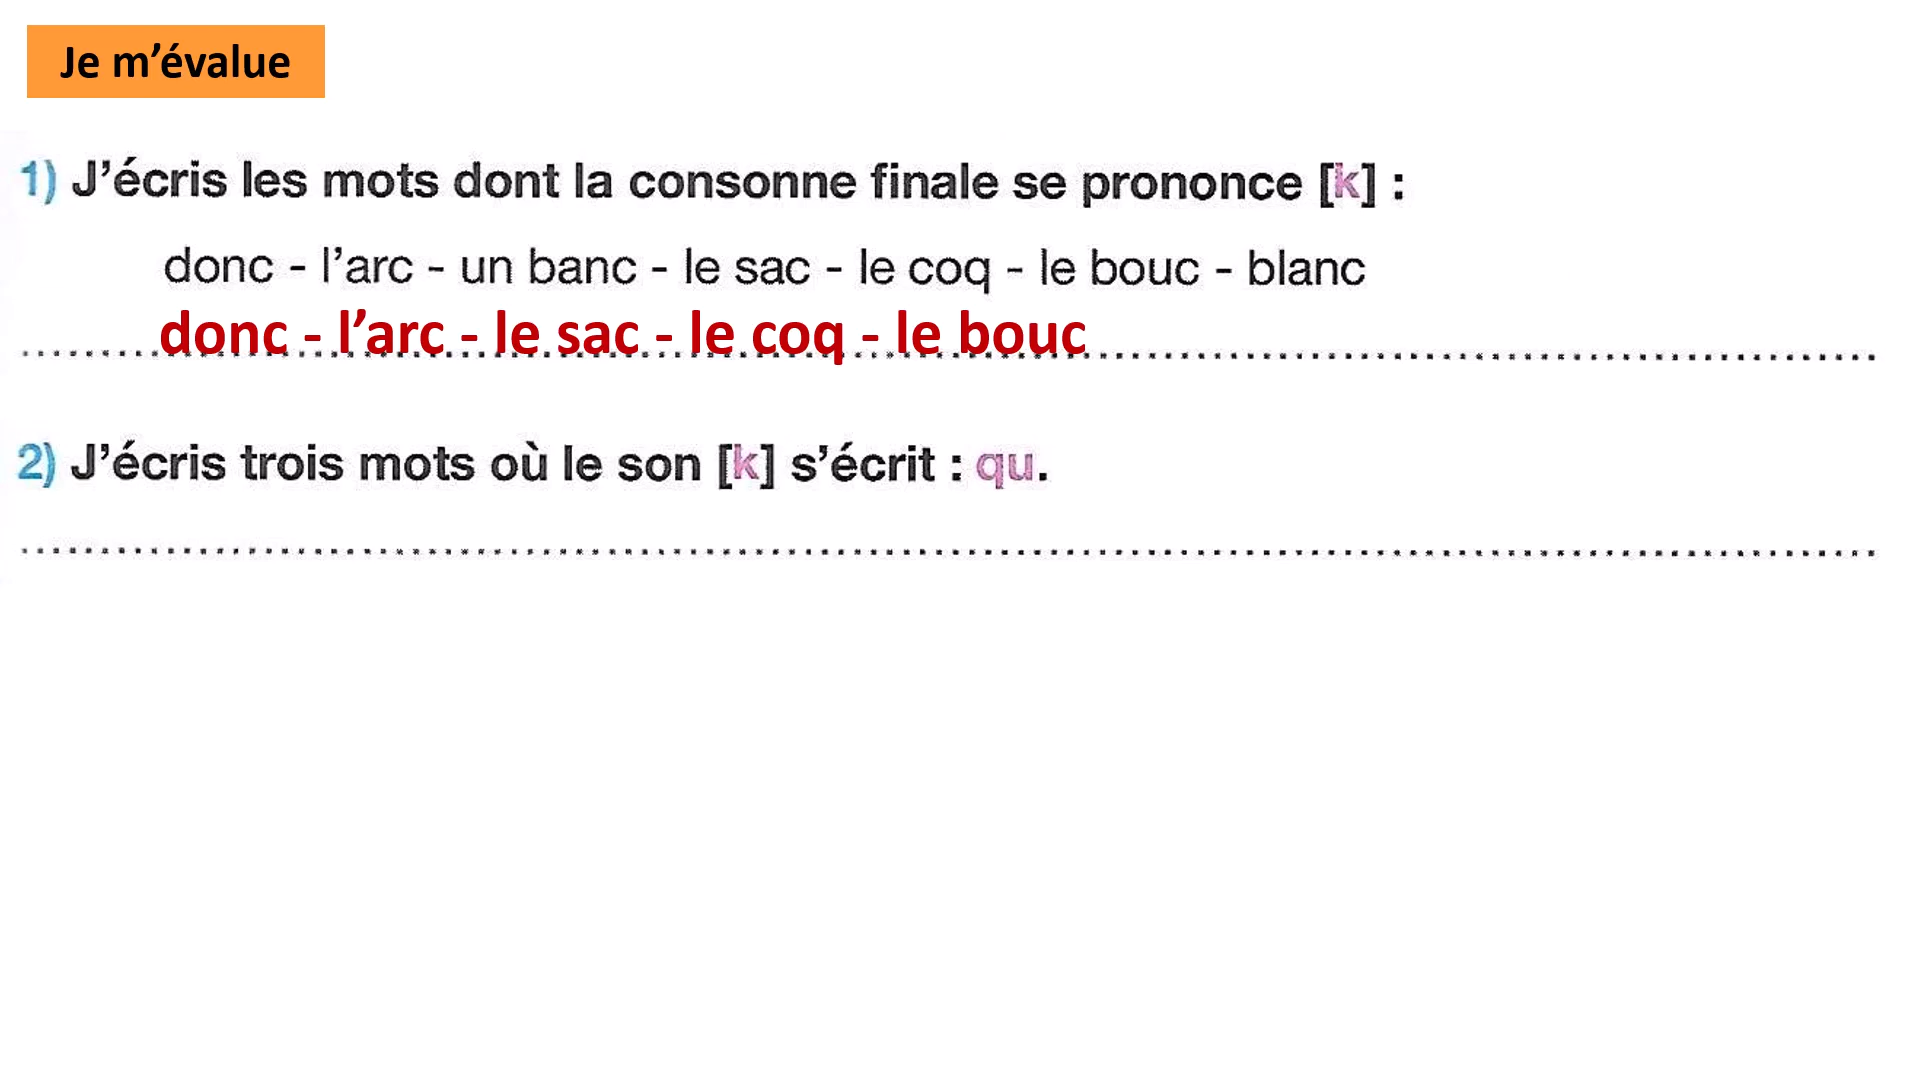 Je m’évalue
1) J’écris les mots dont la consonne finale se prononce [k] :
donc - l’arc - un banc - le sac - le coq - le bouc - blanc
donc - l’arc - le sac - le coq - le bouc
2) J’écris trois mots où le son [k] s’écrit : qu.